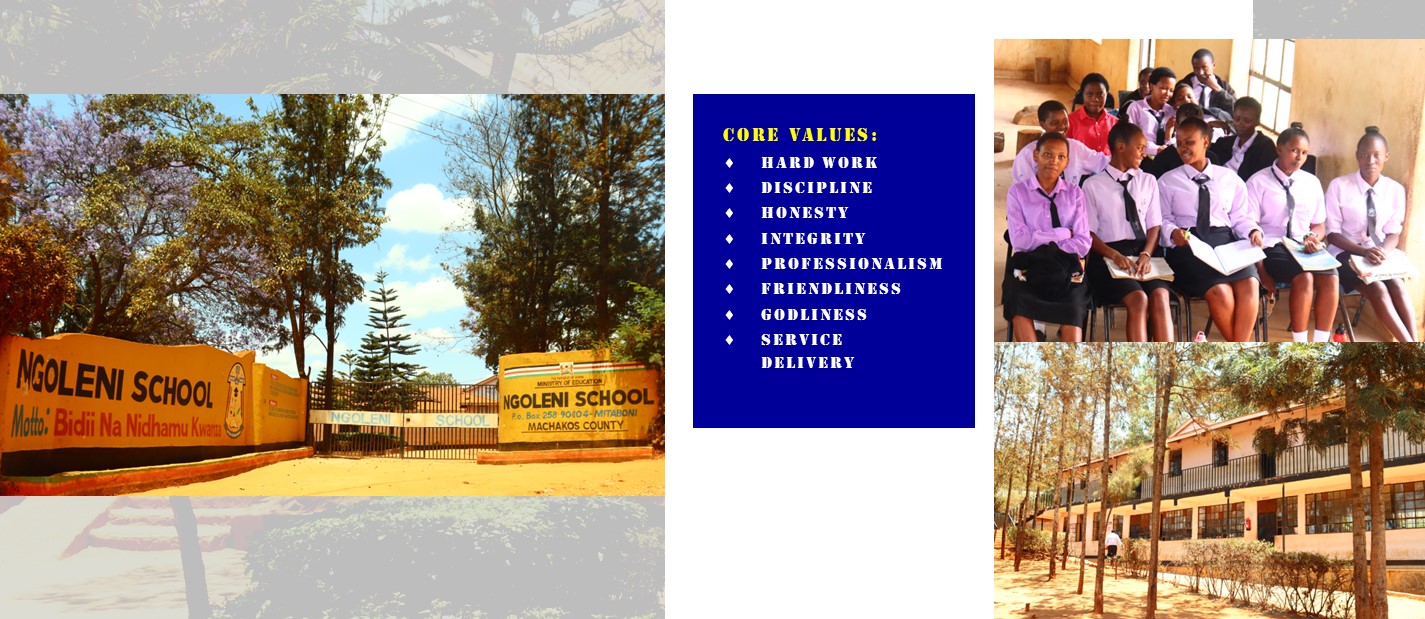 NGOLENI SCHOOL
Motto: Bidii Na Nidhamu Kwanza
NGOLENI SCHOOL
MINISTRY OF EDUCATION
NGOLENI SCHOOL
P.o. Box 258 90104-MITABONI
MACHAKOS COUNTY
CORE VALUES:
♦ HARD WORK
♦ DISCIPLINE
♦ HONESTY
♦ INTEGRITY
♦ PROFESSIONALISM
♦ FRIENDLINESS
♦ GODLINESS
♦ SERVICE
DELIVERY